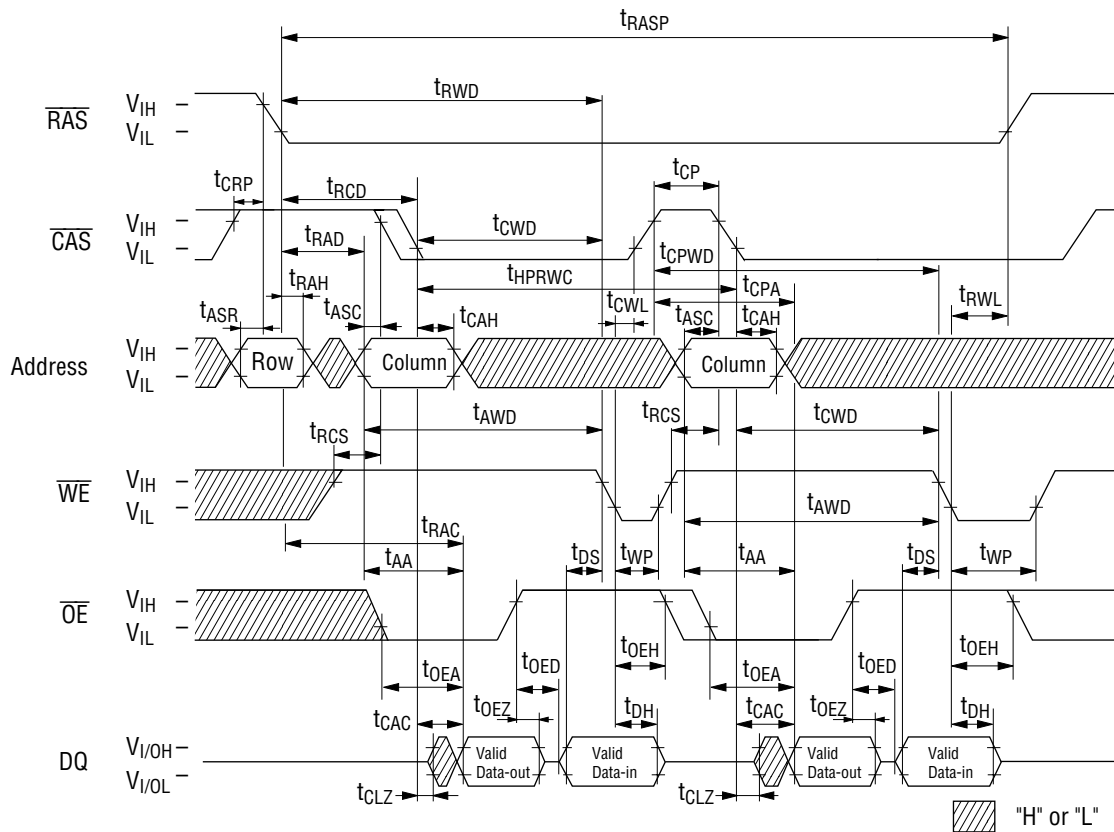 tRASP
RAS
VIH
VIL
tRWD
tCRP
tRCD
tCP
CAS
VIH
VIL
tRAD
tCWD
tCPWD
tHPRWC
tCPA
tRAH
tASR
tASC
tCAH
tCWL
tASC
tCAH
tRWL
Address
VIH
VIL
Row
Column
Column
tRCS
tAWD
tRCS
tCWD
WE
VIH
VIL
tRAC
tAWD
tAA
tDS
tWP
tAA
tDS
tWP
OE
VIH
VIL
tOEA
tOED
tOEH
tOEA
tOED
tOEH
tCAC
tOEZ
tDH
tCAC
tOEZ
tDH
DQ
VI/OH
VI/OL
Valid
Data-out
Valid
Data-in
Valid
Data-out
Valid
Data-in
tCLZ
tCLZ
"H" or "L"